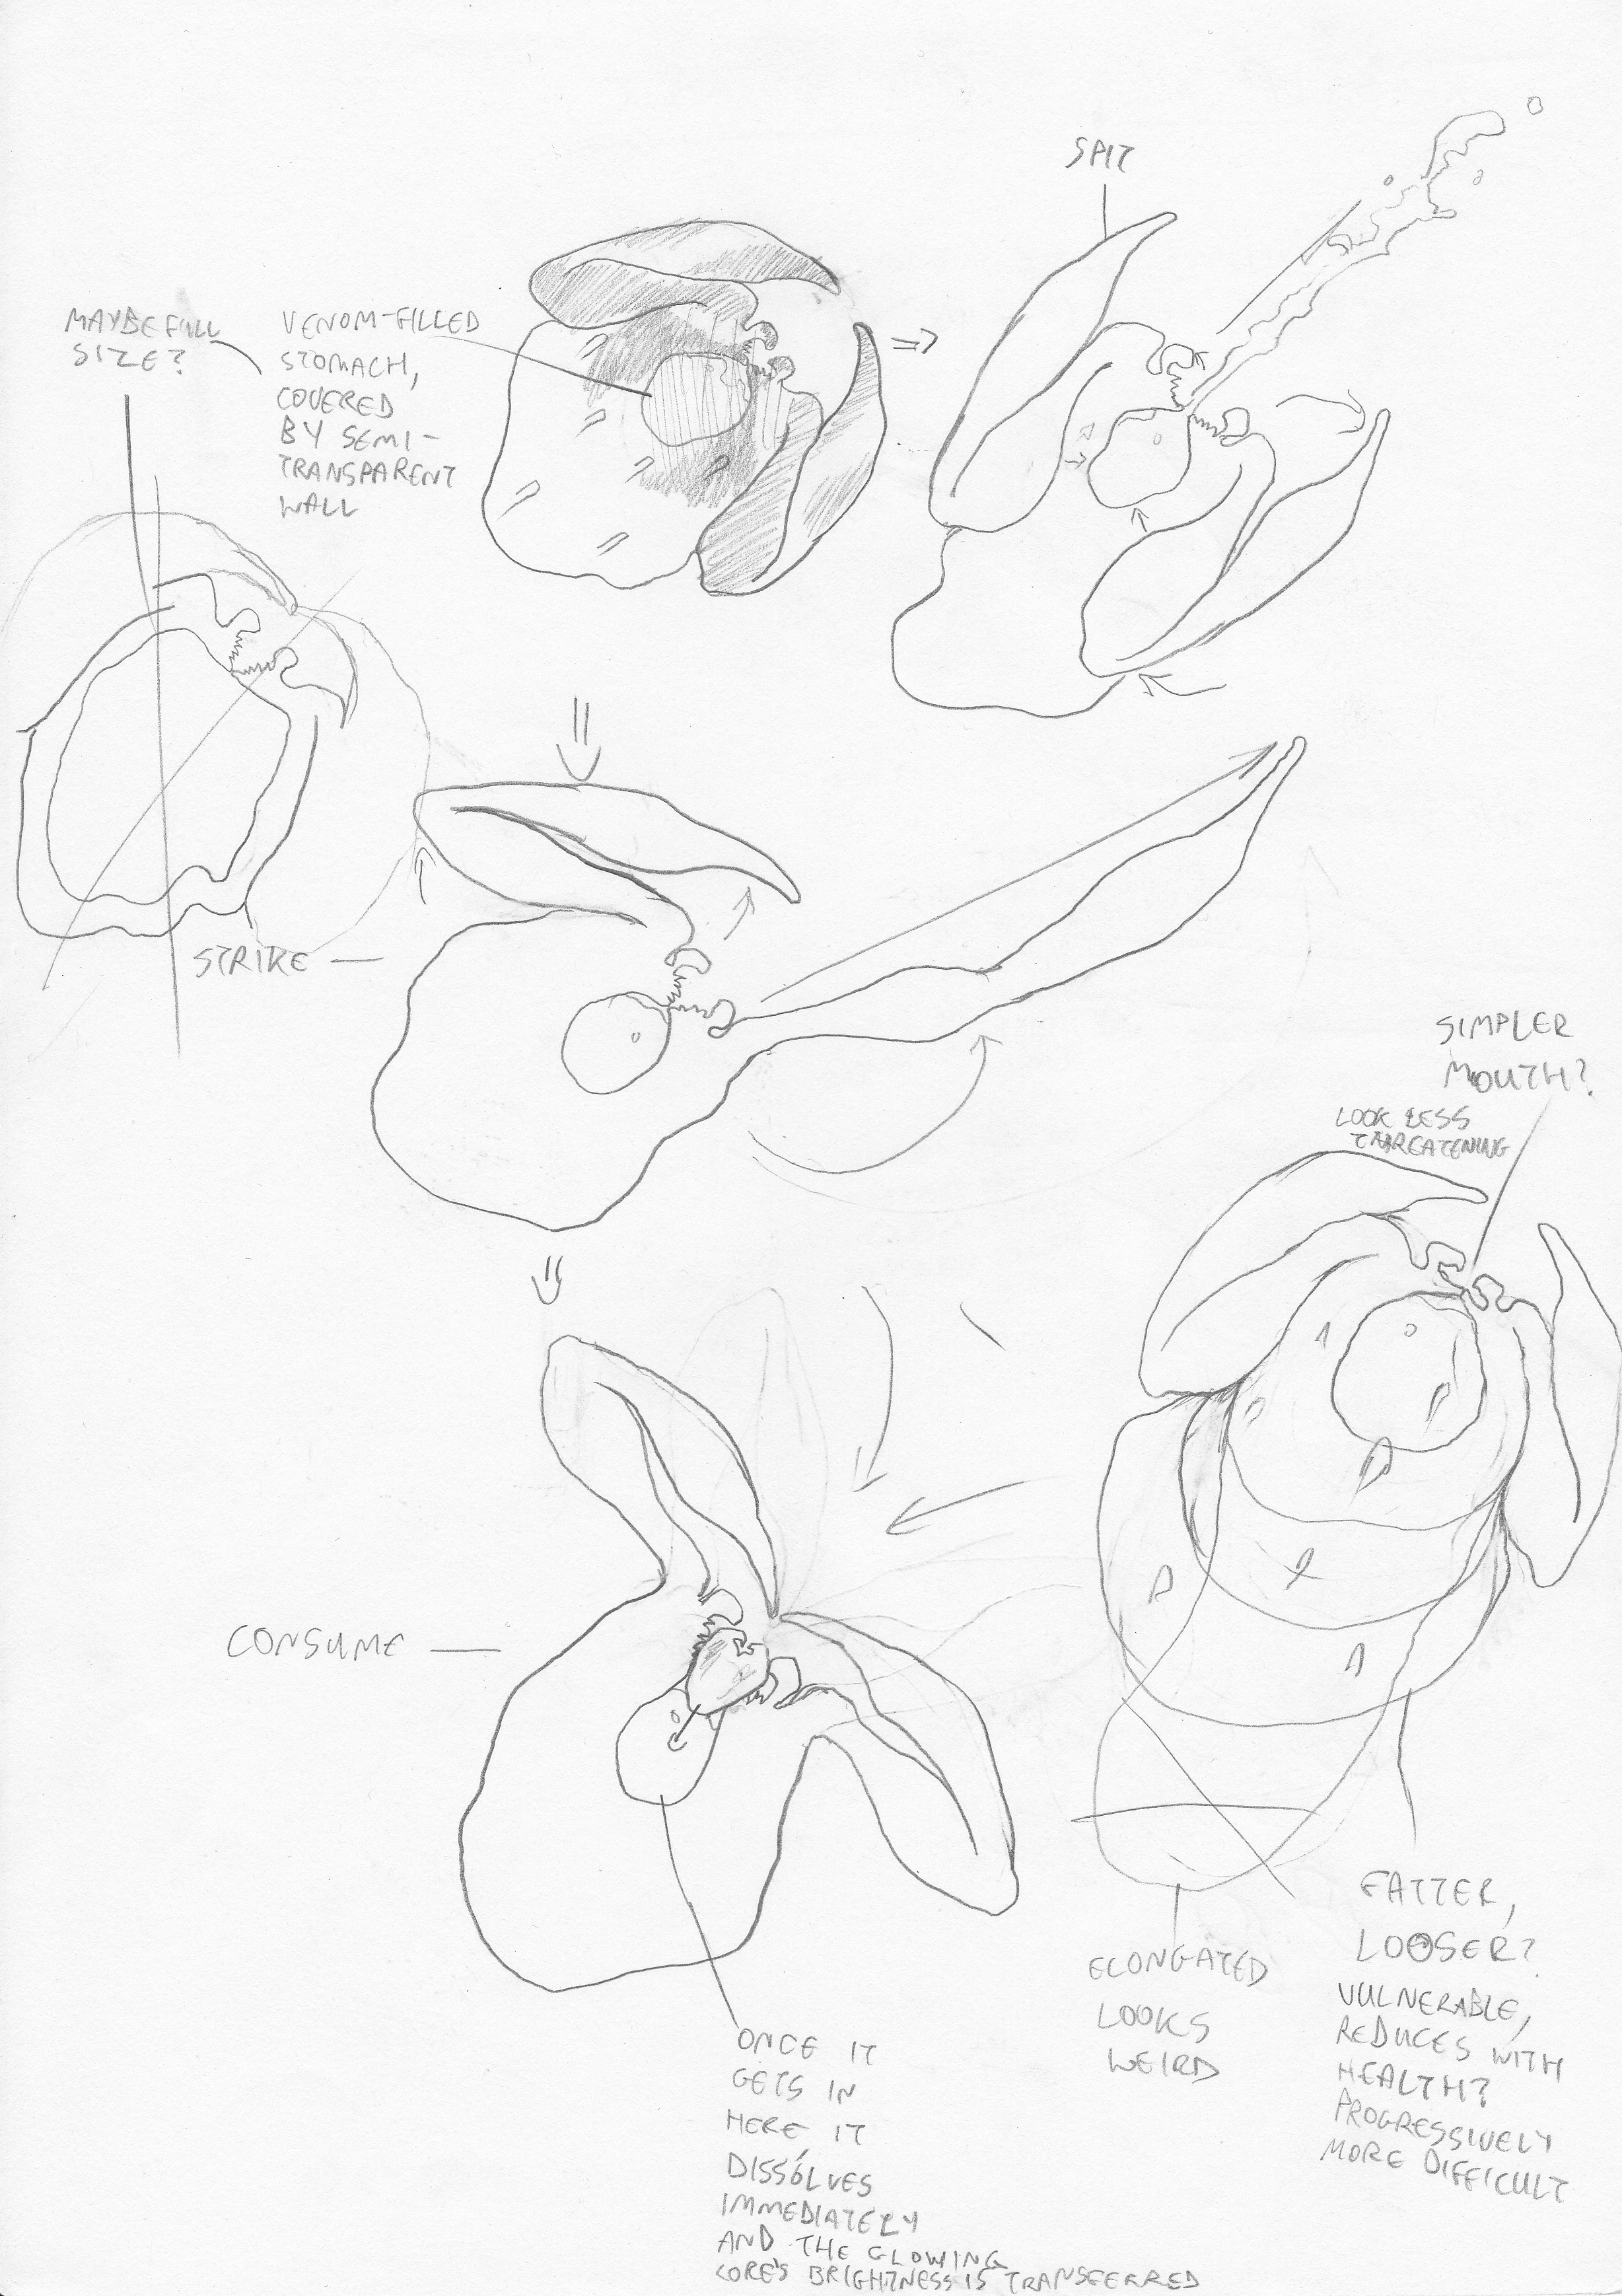 SPIT
MAYBE FULL
SIZE?
VENOM-FILLED
STOMACH,
COVERED
BY SEMI-
TRANSPARENT
WALL
STRIKE
SIMPLER
MOUTH?
LOOK LESS
THREATENING
CONSUME
ONCE IT
GETS IN
HERE IT
DISSOLVES
IMMEDIATELY
AND THE GLOWING
CORE'S BRIGHTNESS IS TRANSFERRED
ELONGATED
LOOKS
WEIRD
FATTER,
LOOSER?
VULNERABLE,
REDUCES WITH
HEALTH?
PROGRESSIVELY
MORE DIFFICULT